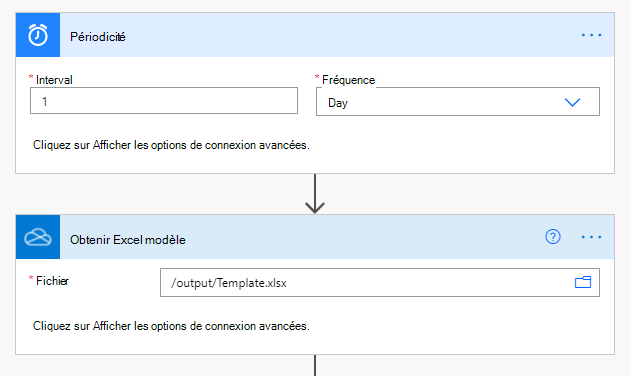 Périodicité
* Interval
* Fréquence
1
Day
Cliquez sur Afficher les options de connexion avancées.
Obtenir Excel modèle
* Fichier
/output/Template.xlsx
Cliquez sur Afficher les options de connexion avancées.